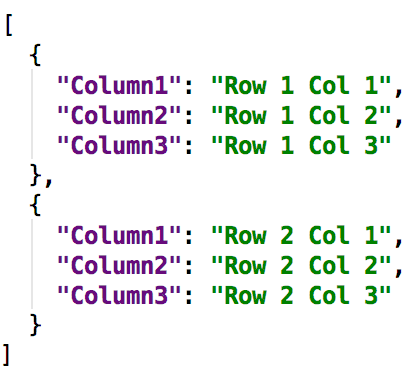 [
  {
    "Column1": "Row 1 Col 1",
    "Column2": "Row 1 Col 2",
    "Column3": "Row 1 Col 3"
  },
  {
    "Column1": "Row 2 Col 1",
    "Column2": "Row 2 Col 2",
    "Column3": "Row 2 Col 3"
  }
]